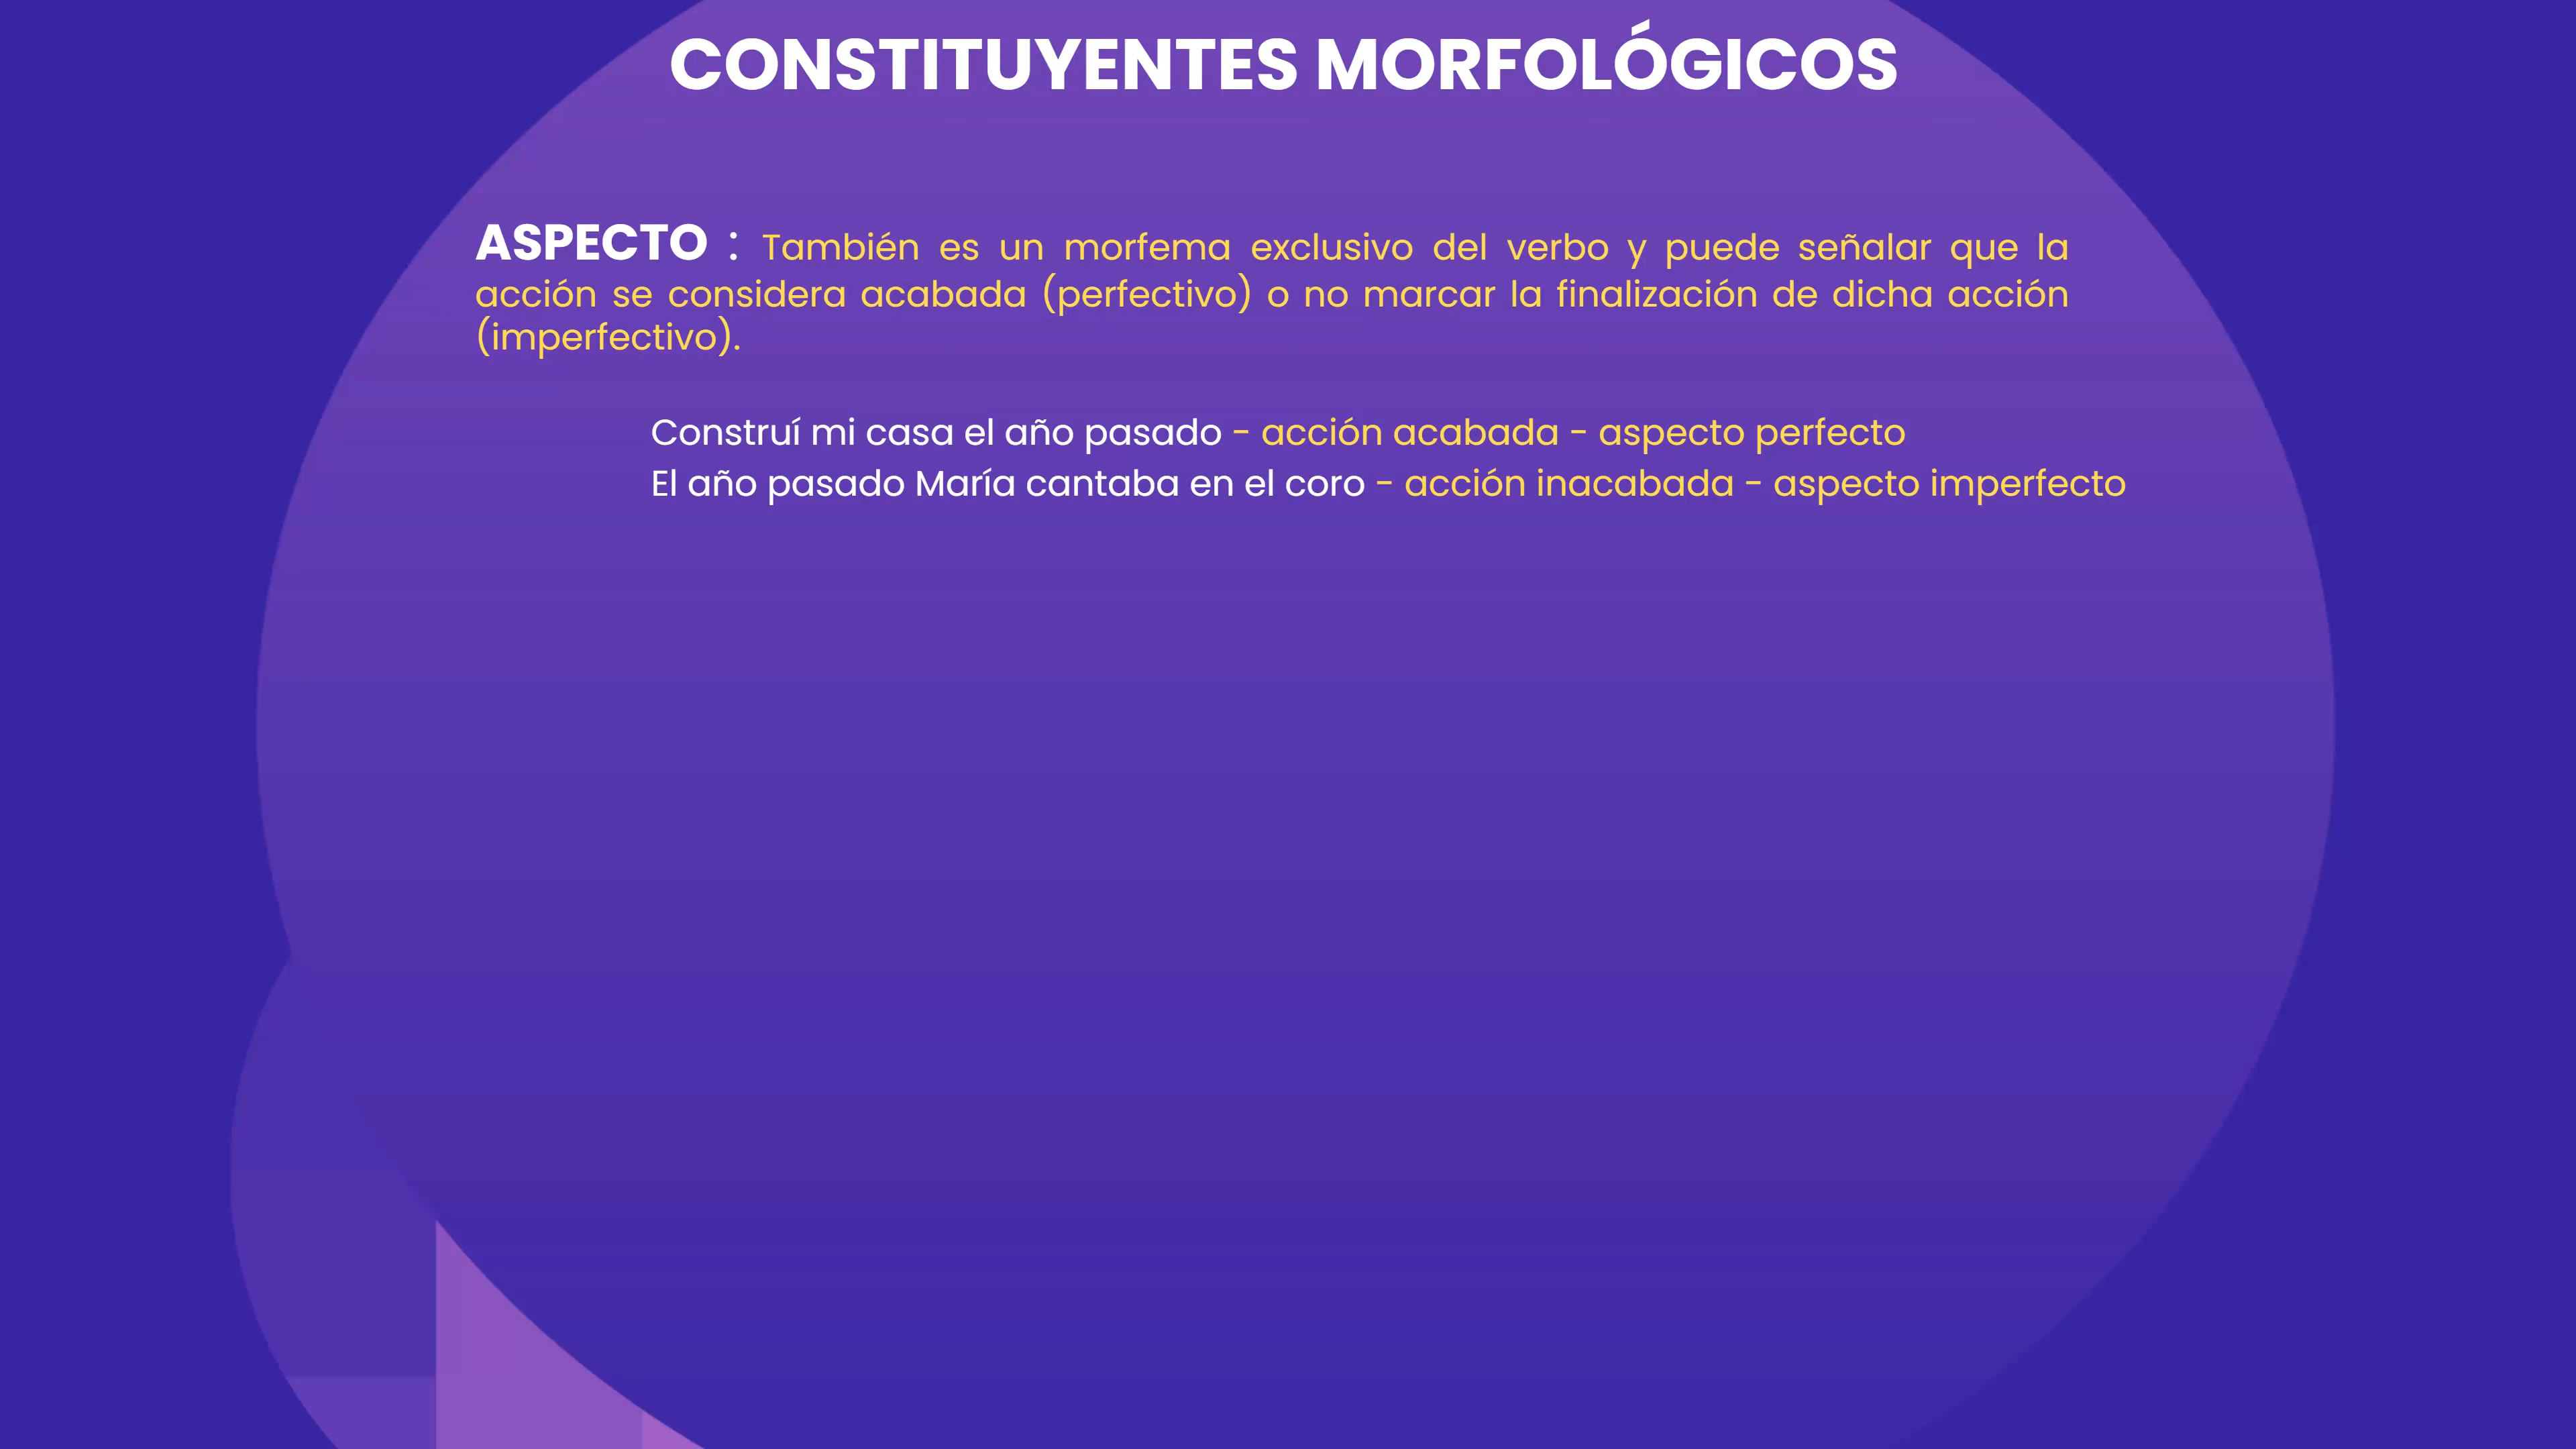 CONSTITUYENTES MORFOLÓGICOS
ASPECTO : También es un morfema exclusivo del verbo y puede señalar que la
acción se considera acabada (perfectivo) o no marcar la finalización de dicha acción
(imperfectivo).
Construí mi casa el año pasado - acción acabada - aspecto perfecto
El año pasado María cantaba en el coro - acción inacabada - aspecto imperfecto